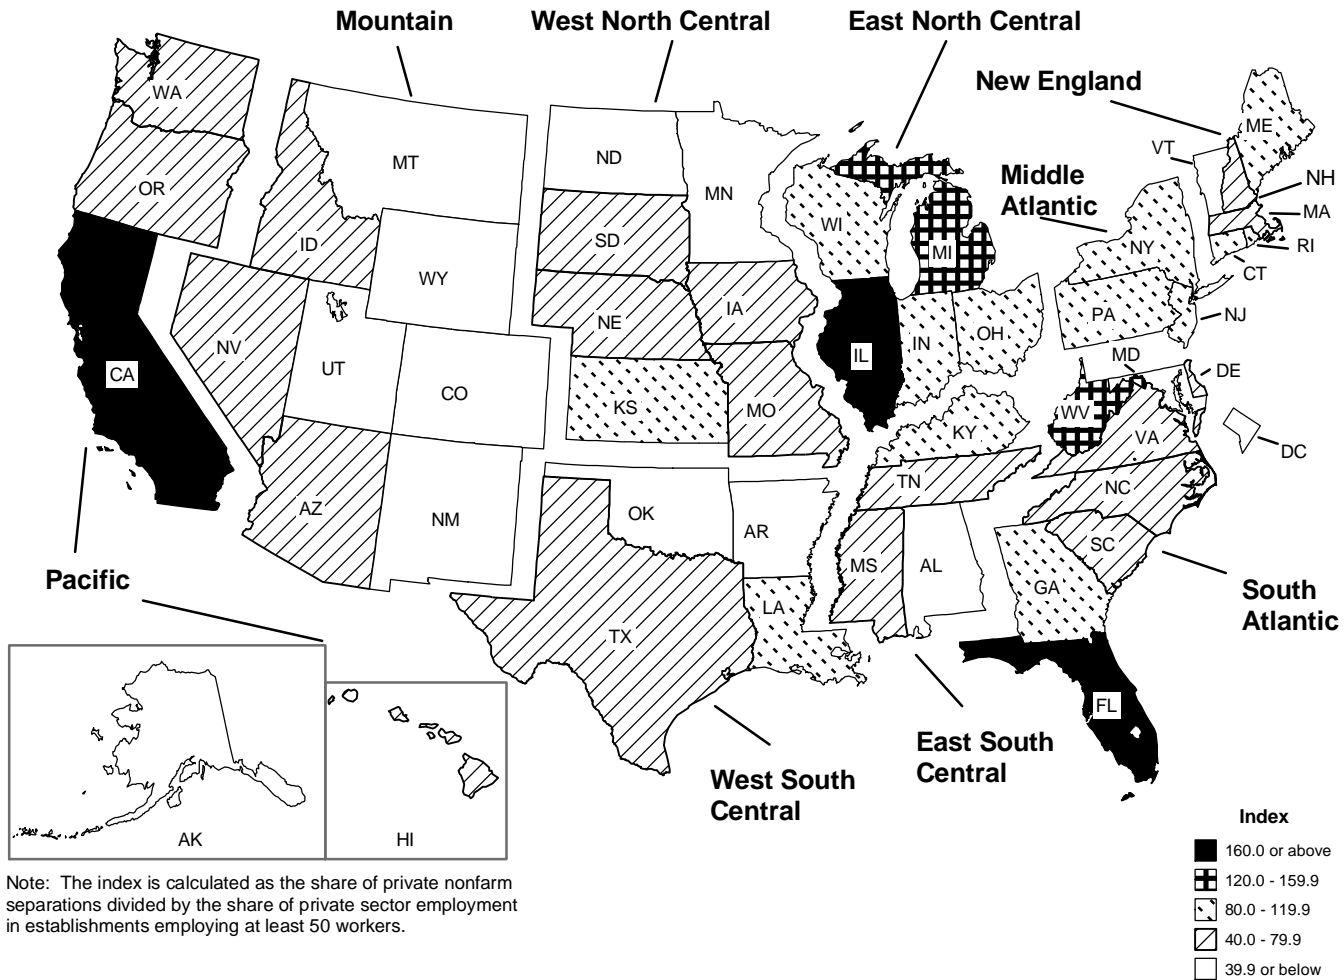 Mountain
West North Central
East North Central
New England
Middle
Atlantic
WA
OR
CA
ID
NV
MT
WY
UT
CO
AZ
NM
ND
SD
NE
KS
MN
IA
MO
OK
AR
TX
LA
WI
MI
IL
IN
OH
KY
TN
MS
AL
GA
FL
SC
NC
VA
WV
MD
DE
DC
PA
NJ
NY
CT
RI
MA
NH
VT
ME
Pacific
AK
HI
West South
Central
East South
Central
South
Atlantic
Note: The index is calculated as the share of private nonfarm
separations divided by the share of private sector employment
in establishments employing at least 50 workers.
Index
160.0 or above
120.0 - 159.9
80.0 - 119.9
40.0 - 79.9
39.9 or below